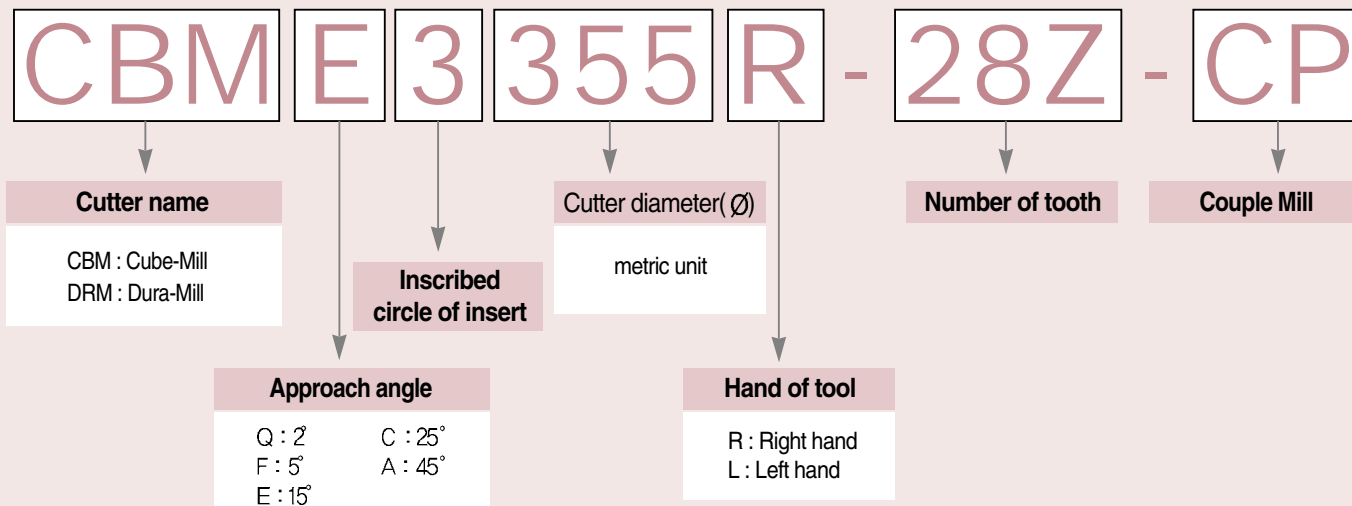 CBM E 3 355 R - 28Z - CP
Cutter name
CBM : Cube-Mill
DRM : Dura-Mill
Approach angle
Q : 2° C : 25°
F : 5° A : 45°
E : 15°
Inscribed
circle of insert
Cutter diameter( Ø)
metric unit
Hand of tool
R : Right hand
L : Left hand
Number of tooth
Couple Mill